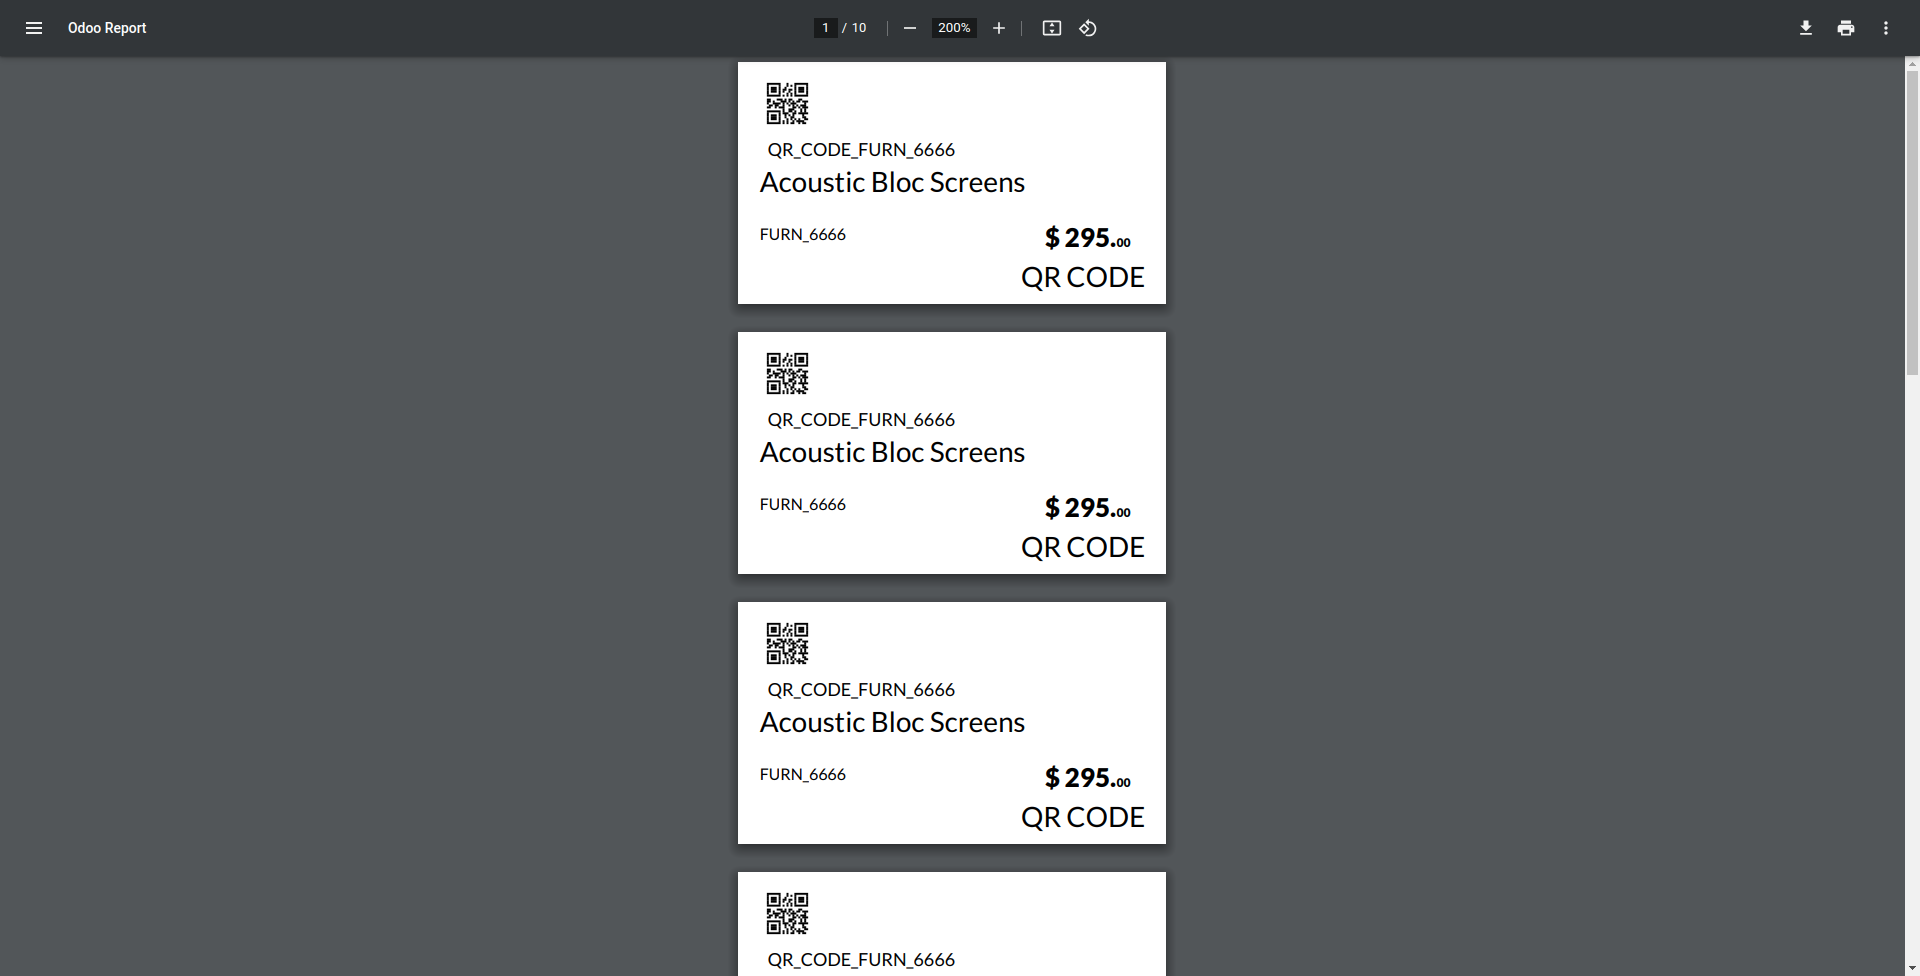 Odoo Report
1 / 10
200%
QR_CODE_FURN_6666
Acoustic Bloc Screens
FURN_6666
$ 295.00
QR CODE
QR_CODE_FURN_6666
Acoustic Bloc Screens
FURN_6666
$ 295.00
QR CODE
QR_CODE_FURN_6666
Acoustic Bloc Screens
FURN_6666
$ 295.00
QR CODE
QR_CODE_FURN_6666